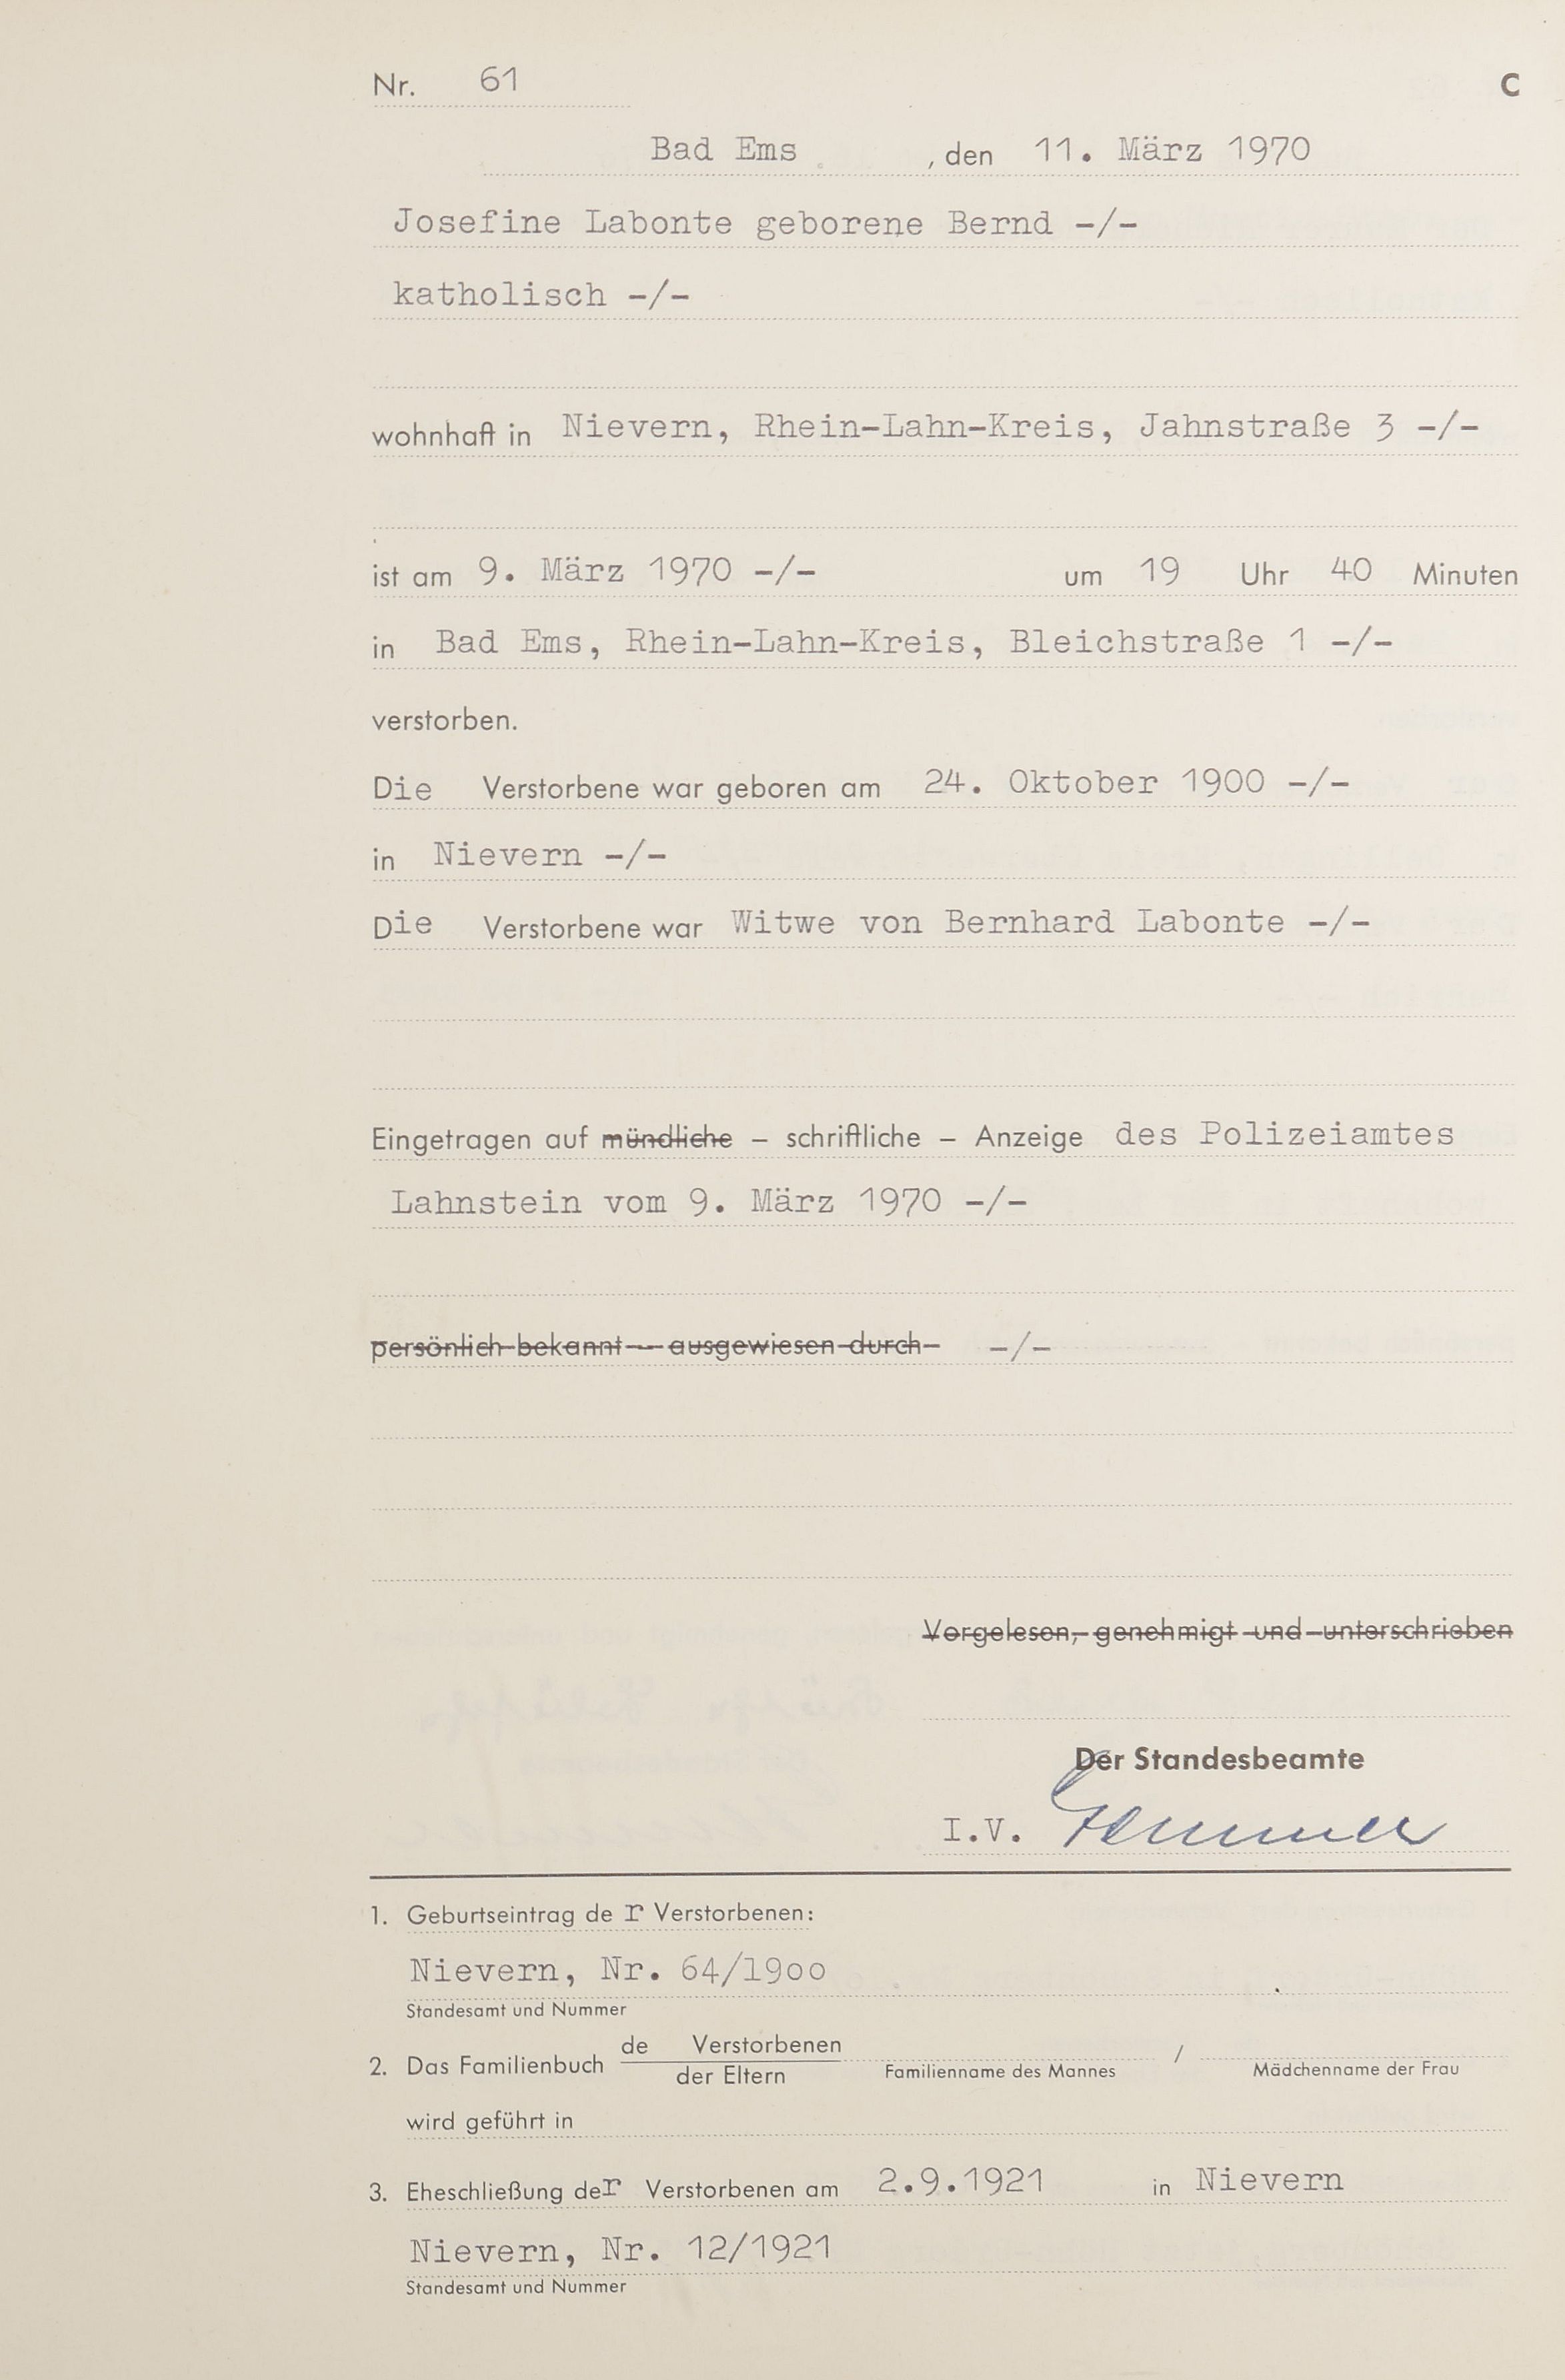 Nr. 61 C
Bad Ems , den 11. März 1970
Josefine Labonte geborene Bernd -/-
katholisch -/-
wohnhaft in Nievern, Rhein-Lahn-Kreis, Jahnstraße 3 -/-
ist am 9. März 1970 -/- um 19 Uhr 40 Minuten
in Bad Ems, Rhein-Lahn-Kreis, Bleichstraße 1 -/-
verstorben.
Die Verstorbene war geboren am 24. Oktober 1900 -/-
in Nievern -/-
Die Verstorbene war Witwe von Bernhard Labonte -/-
Eingetragen auf mündliche – schriftliche – Anzeige des Polizeiamtes
Lahnstein vom 9. März 1970 -/-
persönlich bekannt — ausgewiesen durch -/-
Vorgelesen, genehmigt und unterschrieben
Der Standesbeamte
I.V.
1. Geburtseintrag de r Verstorbenen:
Nievern, Nr. 64/19oo
Standesamt und Nummer
2. Das Familienbuch de Verstorbenen
der Eltern
/
Familienname des Mannes Mädchenname der Frau
wird geführt in
3. Eheschließung der Verstorbenen am 2.9.1921 in Nievern
Nievern, Nr. 12/1921
Standesamt und Nummer